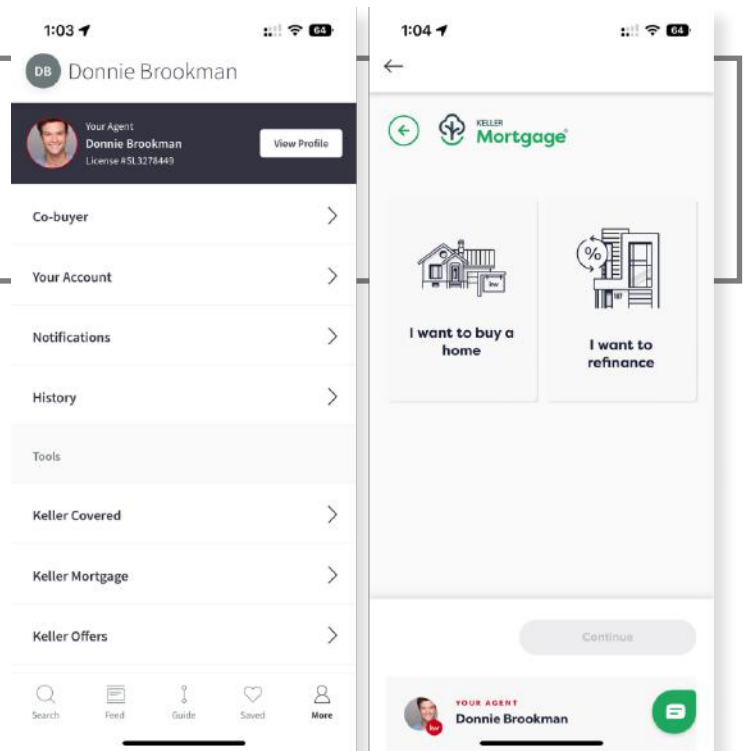 1:03
64
DB Donnie Brookman
Your Agent
Donnie Brookman
License #SL3278449
View Profile
Co-buyer
Your Account
Notifications
History
Tools
Keller Covered
Keller Mortgage
Keller Offers
Search Feed Guide Saved More
1:04
64
KELLER
Mortgage
kw
%
187
I want to buy a
home
I want to
refinance
Continue
YOUR AGENT
Donnie Brookman
kw